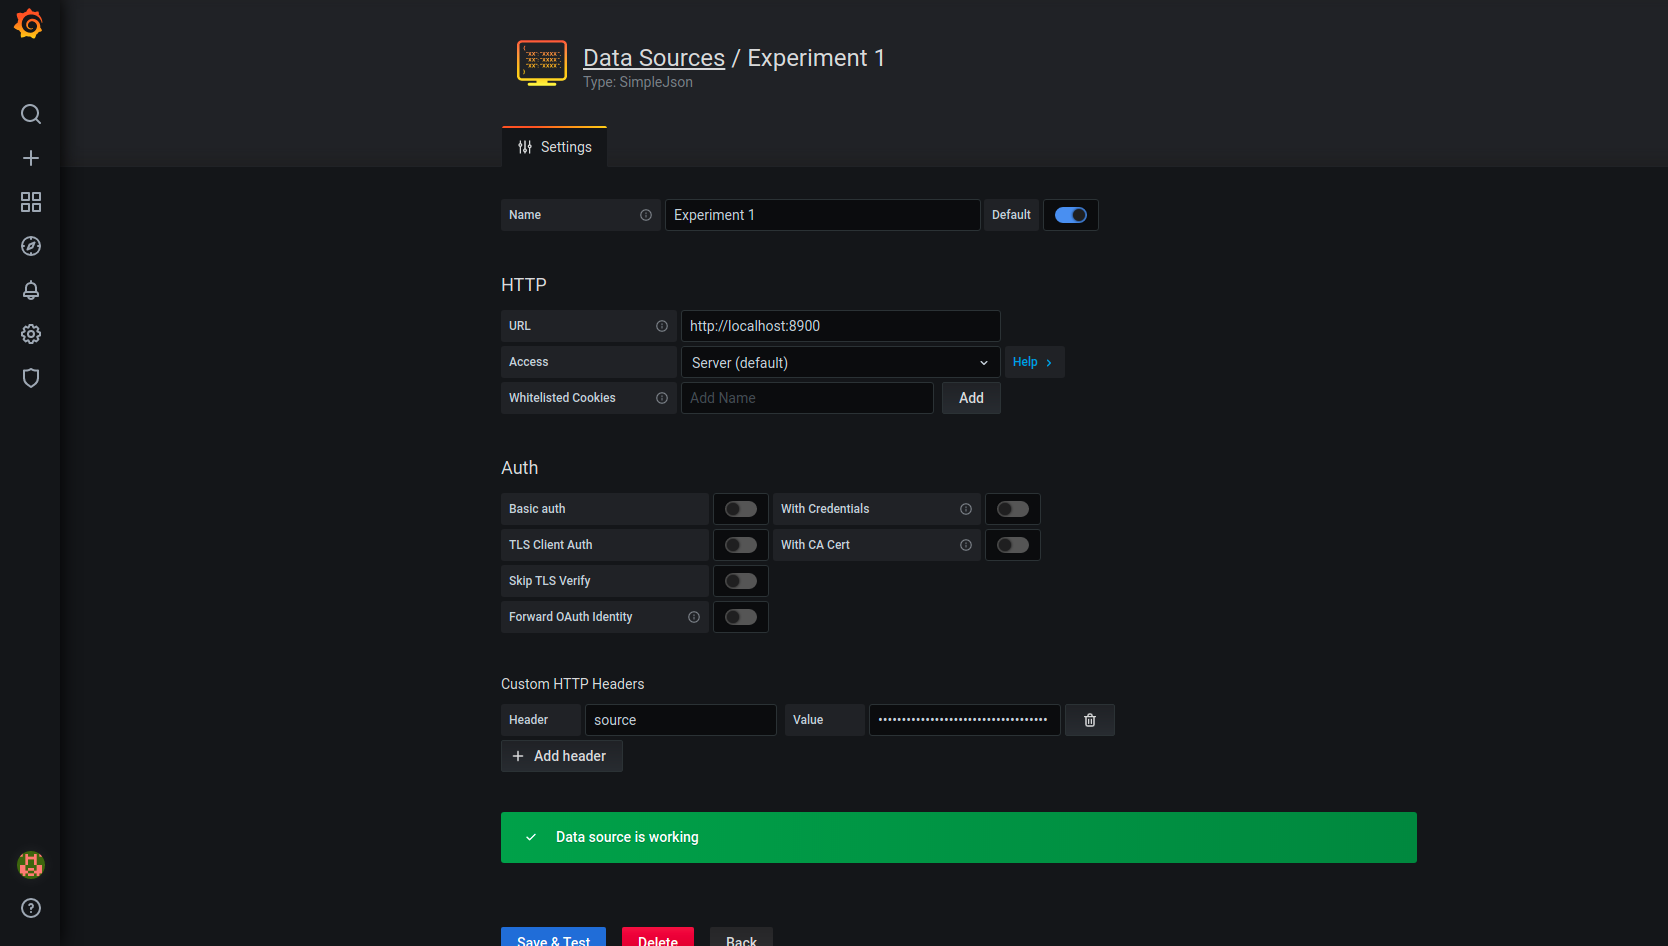 Data Sources / Experiment 1
Type: SimpleJson
Settings
Name Experiment 1 Default
HTTP
URL http://localhost:8900
Access Server (default) Help
Whitelisted Cookies Add Name Add
Auth
Basic auth With Credentials
TLS Client Auth With CA Cert
Skip TLS Verify
Forward OAuth Identity
Custom HTTP Headers
Header source Value ••••••••••••••••••••••••••••••••••••
+ Add header
Data source is working
Save & Test Delete Back